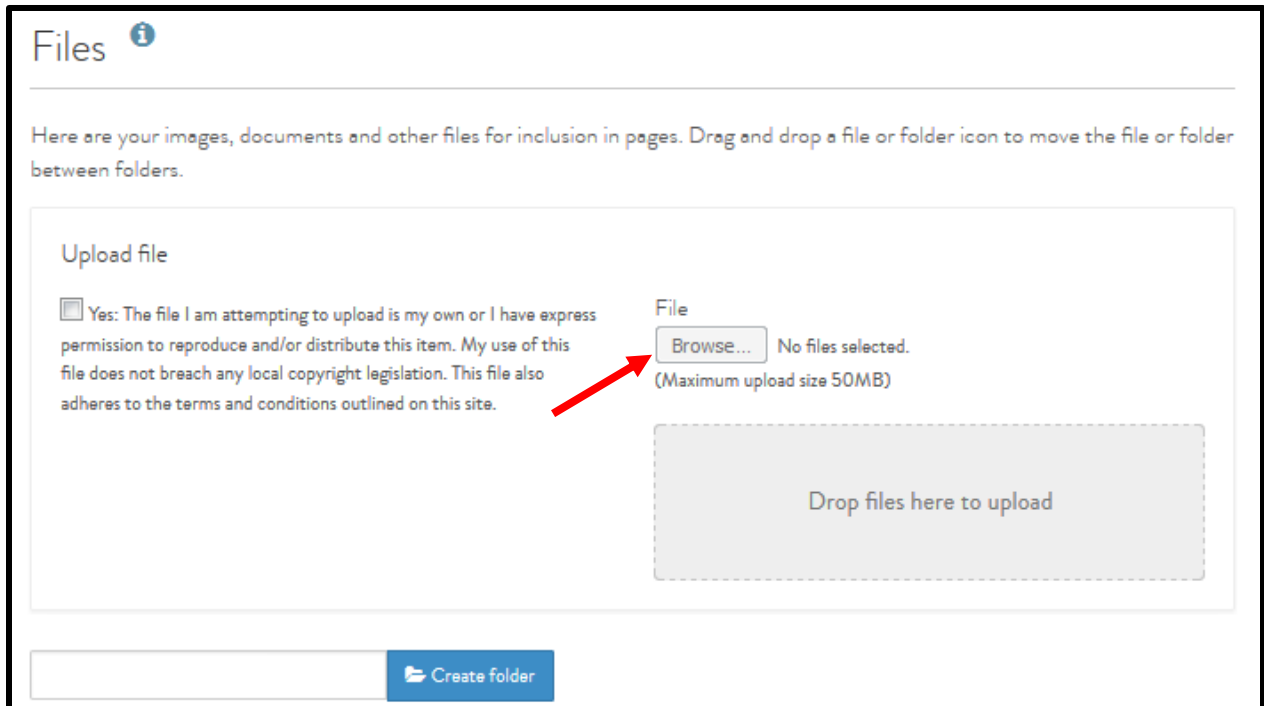 Files
Here are your images, documents and other files for inclusion in pages. Drag and drop a file or folder icon to move the file or folder
between folders.
Upload file
Yes: The file I am attempting to upload is my own or I have express
permission to reproduce and/or distribute this item. My use of this
file does not breach any local copyright legislation. This file also
adheres to the terms and conditions outlined on this site.
File
Browse... No files selected.
(Maximum upload size 50MB)
Drop files here to upload
Create folder